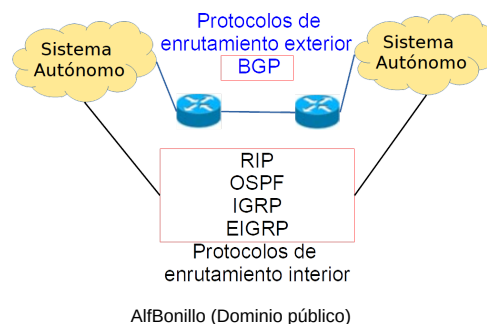 Protocolos de
enrutamiento exterior
BGP
Sistema
Autónomo
Sistema
Autónomo
RIP
OSPF
IGRP
EIGRP
Protocolos de
enrutamiento interior
AlfBonillo (Dominio público)